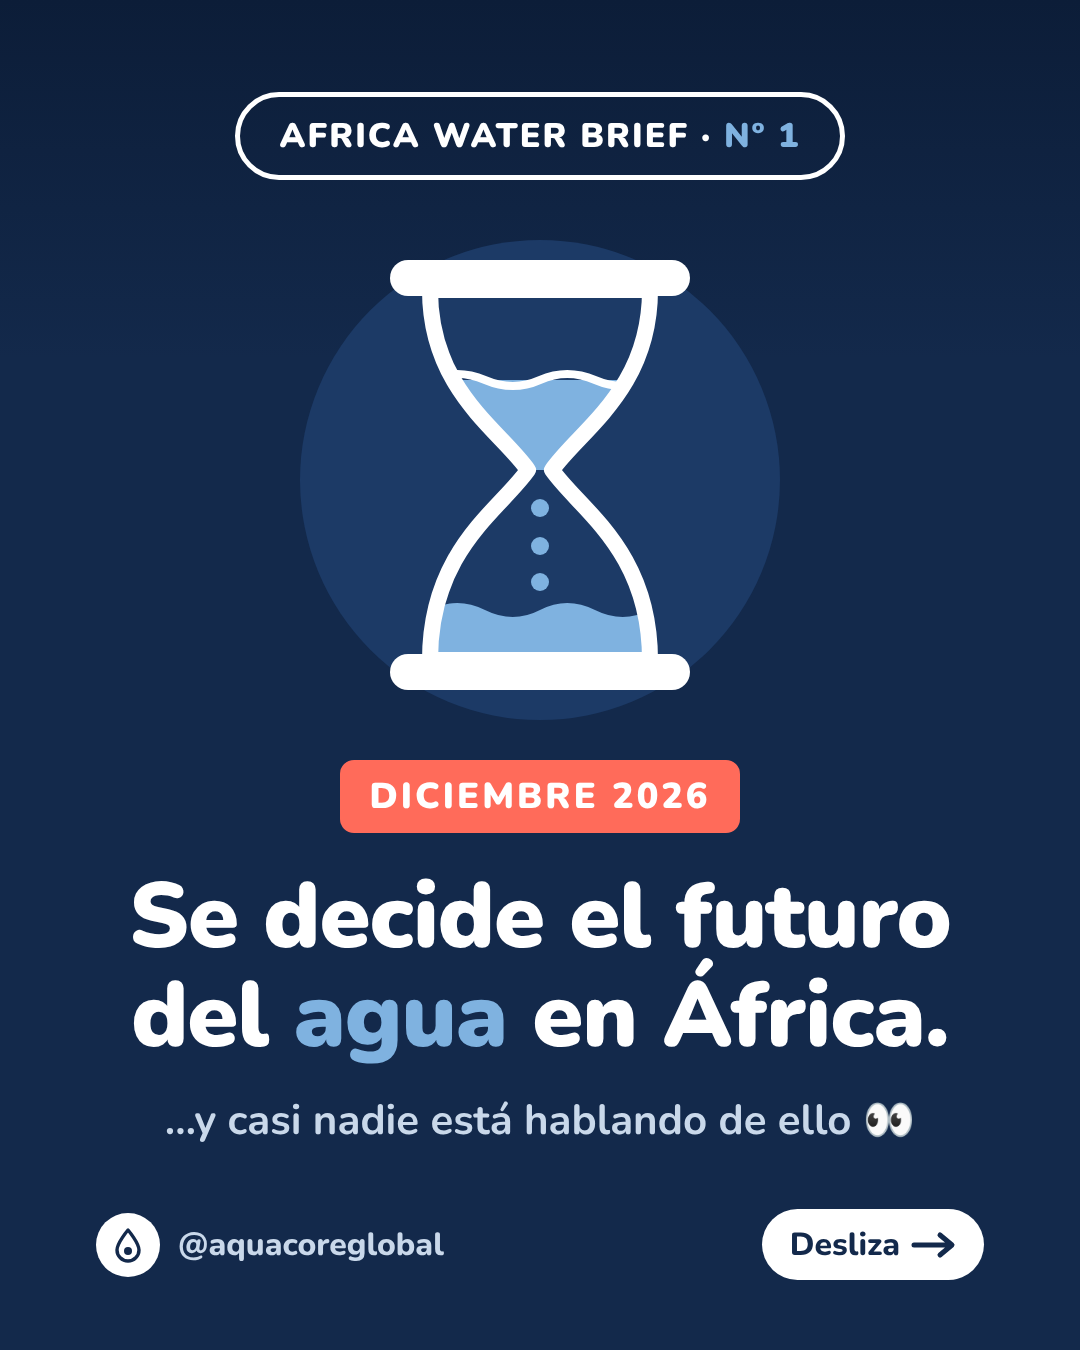 AFRICA WATER BRIEF · Nº 1
DICIEMBRE 2026
Se decide el futuro
del agua en África.
...y casi nadie está hablando de ello 👀
@aquacoreglobal
Desliza →